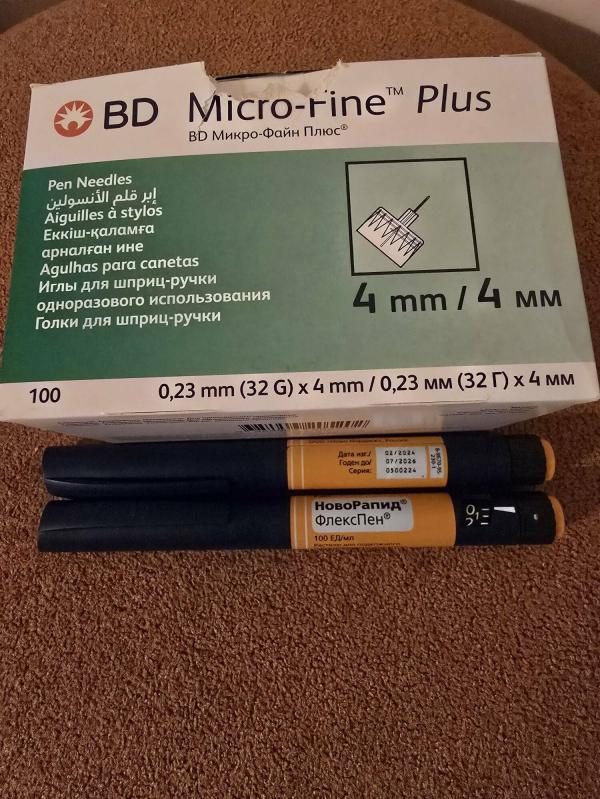 BD Micro-Fine™ Plus
BD Микро-Файн Плюс®
Pen Needles
إبر قلم الأنسولين
Aiguilles à stylos
Еккіш-қаламға
арналған ине
Agulhas para canetas
Иглы для шприц-ручки
одноразового использования
Голки для шприц-ручки
4 mm / 4 мм
100
0,23 mm (32 G) x 4 mm / 0,23 мм (32 Г) x 4 мм
Дата изг./ 02/2024
Годен до/ 07/2026
Серия: 0500224
НовоРапид®
ФлексПен®
100 ЕД/мл